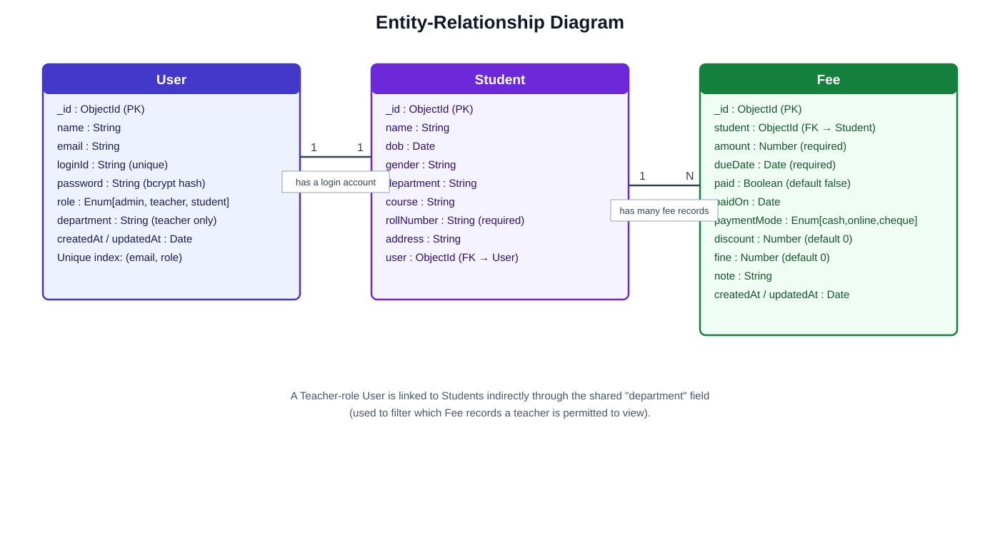 Entity-Relationship Diagram
User
_id : ObjectId (PK)
name : String
email : String
loginId : String (unique)
password : String (bcrypt hash)
role : Enum[admin, teacher, student]
department : String (teacher only)
createdAt / updatedAt : Date
Unique index: (email, role)
1 1
has a login account
Student
_id : ObjectId (PK)
name : String
dob : Date
gender : String
department : String
course : String
rollNumber : String (required)
address : String
user : ObjectId (FK → User)
1 N
has many fee records
Fee
_id : ObjectId (PK)
student : ObjectId (FK → Student)
amount : Number (required)
dueDate : Date (required)
paid : Boolean (default false)
paidOn : Date
paymentMode : Enum[cash,online,cheque]
discount : Number (default 0)
fine : Number (default 0)
note : String
createdAt / updatedAt : Date
A Teacher-role User is linked to Students indirectly through the shared "department" field
(used to filter which Fee records a teacher is permitted to view).